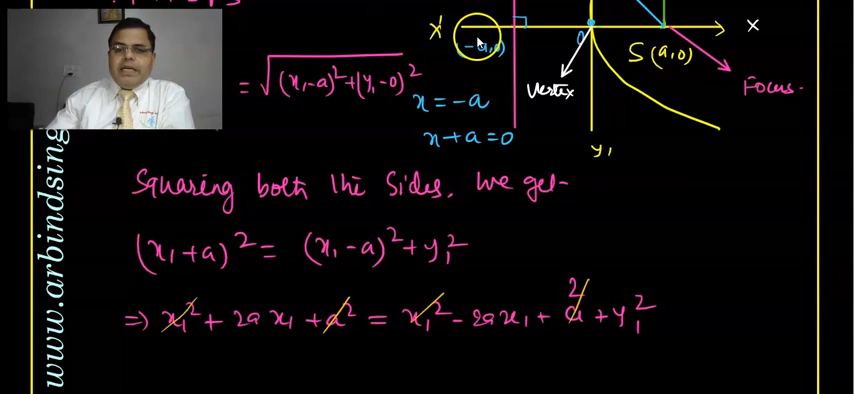 X'
X
0
(-a,0)
S(a,0)
Vertex
Focus.
y₁
= √(x₁-a)²+(y₁-0)²
x = -a
x+a=0
Squaring both the Sides, we get-
(x₁+a)² = (x₁-a)²+y₁²
=> x₁² + 2ax₁ + a² = x₁² - 2ax₁ + a² + y₁²
www.arbindsing